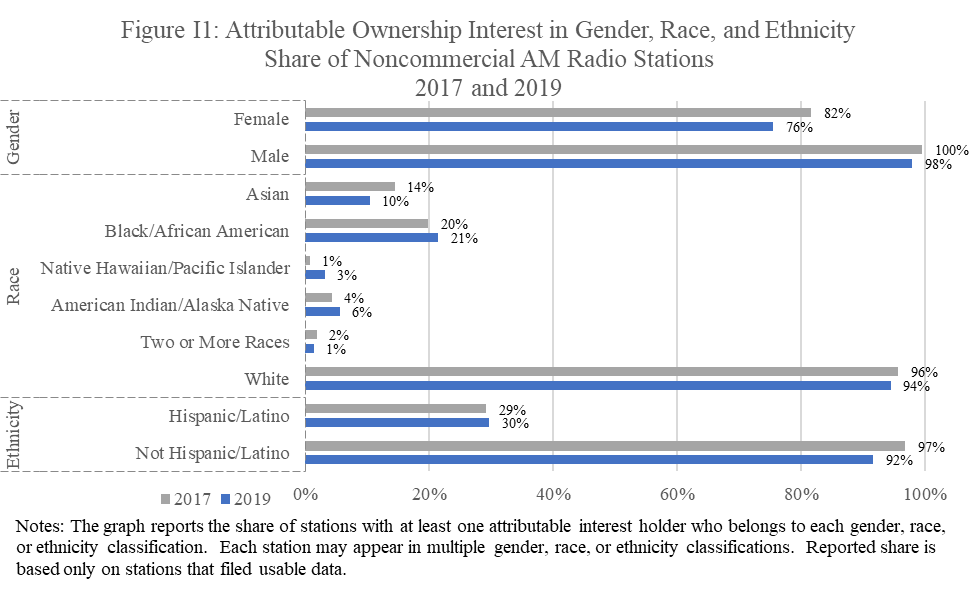 Figure I1: Attributable Ownership Interest in Gender, Race, and Ethnicity
Share of Noncommercial AM Radio Stations
2017 and 2019
Gender
Female
82%
76%
Male
100%
98%
Race
Asian
14%
10%
Black/African American
20%
21%
Native Hawaiian/Pacific Islander
1%
3%
American Indian/Alaska Native
4%
6%
Two or More Races
2%
1%
White
96%
94%
Ethnicity
Hispanic/Latino
29%
30%
Not Hispanic/Latino
97%
92%
2017 2019
0% 20% 40% 60% 80% 100%
Notes: The graph reports the share of stations with at least one attributable interest holder who belongs to each gender, race,
or ethnicity classification. Each station may appear in multiple gender, race, or ethnicity classifications. Reported share is
based only on stations that filed usable data.